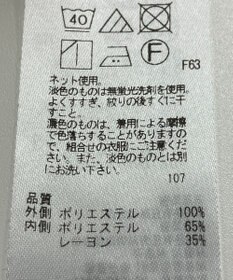 40
F
F63
ネット使用。
淡色のものは無蛍光洗剤を使用。
よくすすぎ、絞りの後すぐに干
すこと。
濃色のものは、着用による摩擦
で色落ちすることがありますの
で、組合せの衣服にご注意くだ
さい。また、淡色のものとは別
にお洗い下さい。
107
品質
外側 ポリエステル 100%
内側 ポリエステル 65%
レーヨン 35%